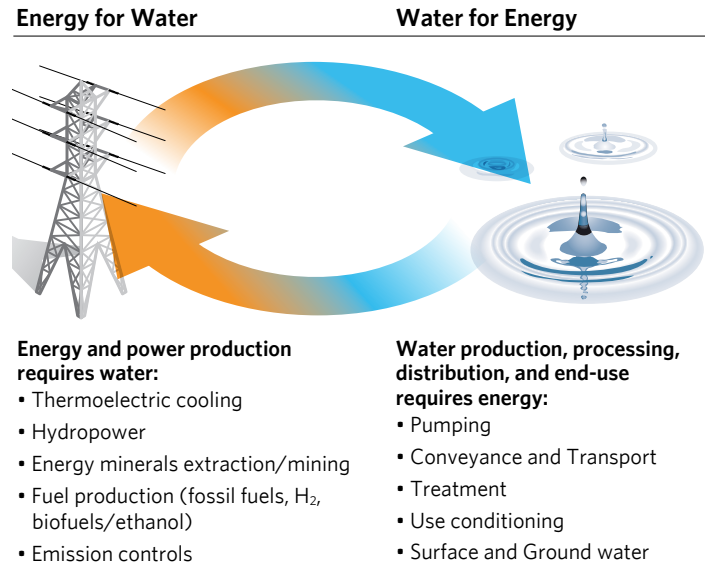 Energy for Water
Water for Energy
Energy and power production
requires water:
• Thermoelectric cooling
• Hydropower
• Energy minerals extraction/mining
• Fuel production (fossil fuels, H₂,
biofuels/ethanol)
• Emission controls
Water production, processing,
distribution, and end-use
requires energy:
• Pumping
• Conveyance and Transport
• Treatment
• Use conditioning
• Surface and Ground water